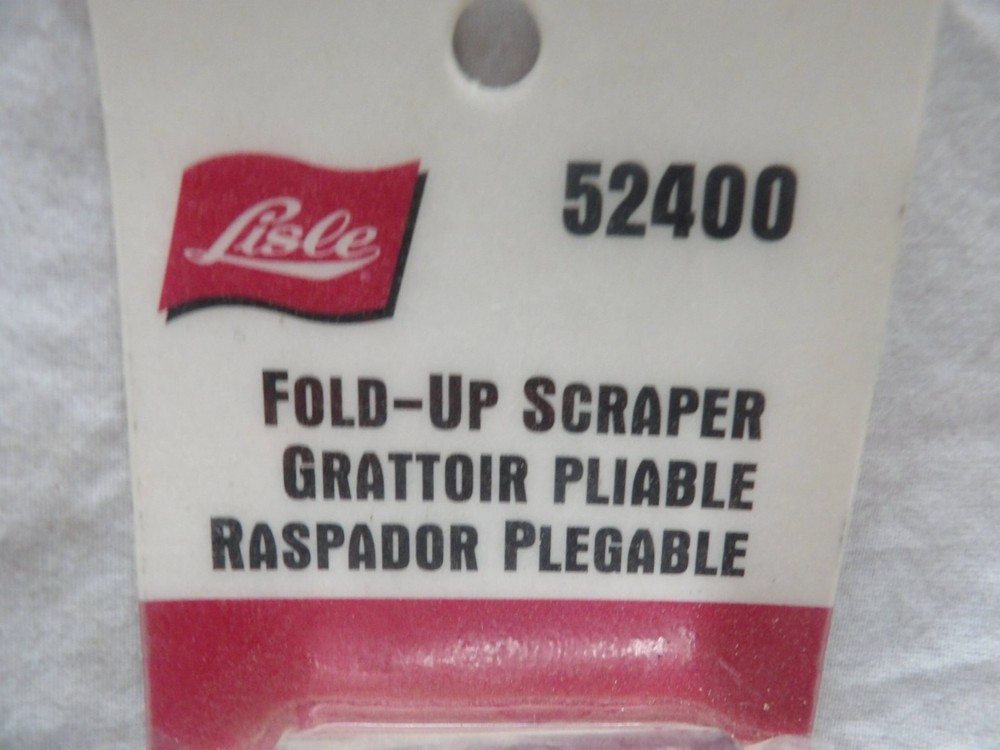 Lisle
52400
FOLD-UP SCRAPER
GRATTOIR PLIABLE
RASPADOR PLEGABLE